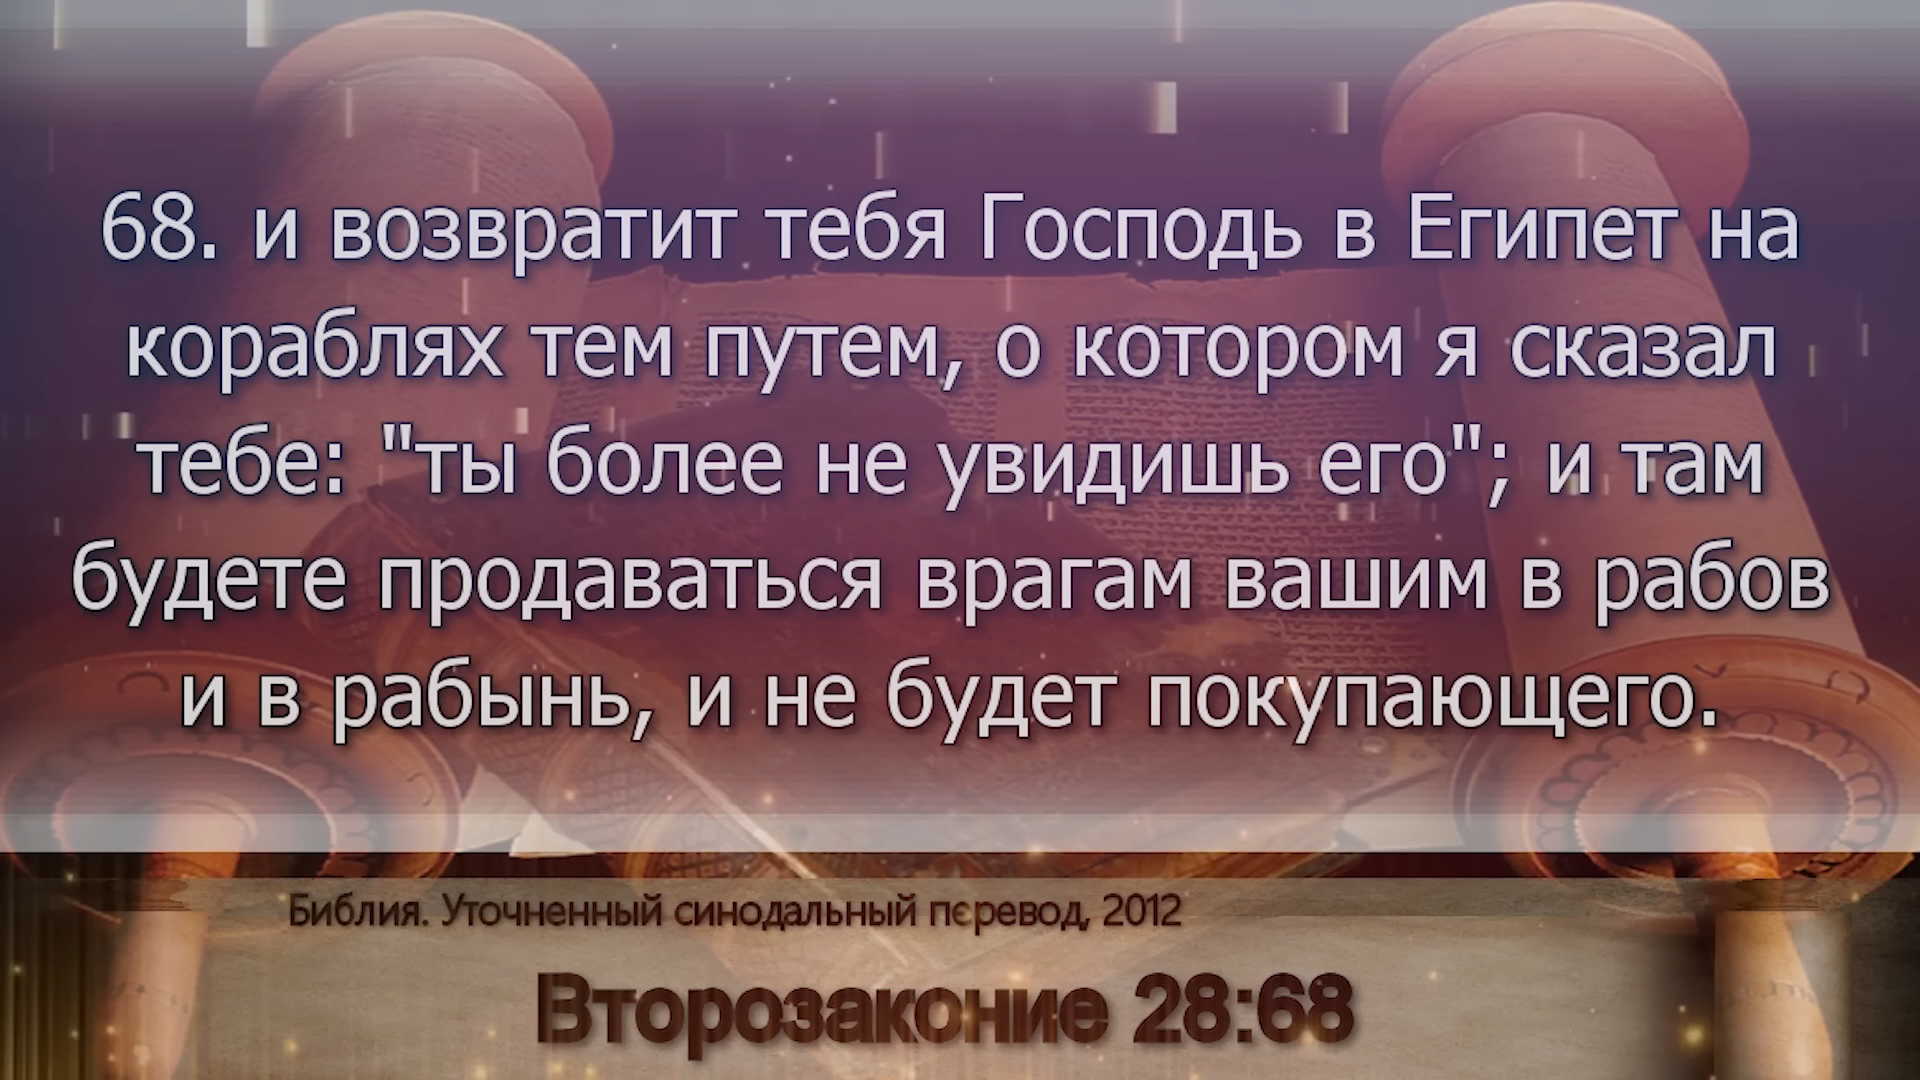 68. и возвратит тебя Господь в Египет на
кораблях тем путем, о котором я сказал
тебе: "ты более не увидишь его"; и там
будете продаваться врагам вашим в рабов
и в рабынь, и не будет покупающего.
Библия. Уточненный синодальный перевод, 2012
Второзаконие 28:68